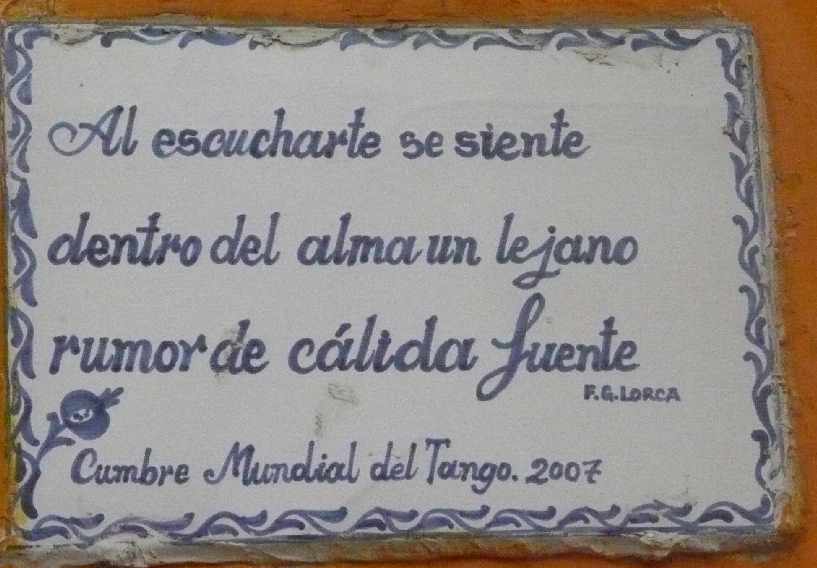 Al escucharte se siente
dentro del alma un lejano
rumor de cálida fuente
F.G.LORCA
Cumbre Mundial del Tango. 2007